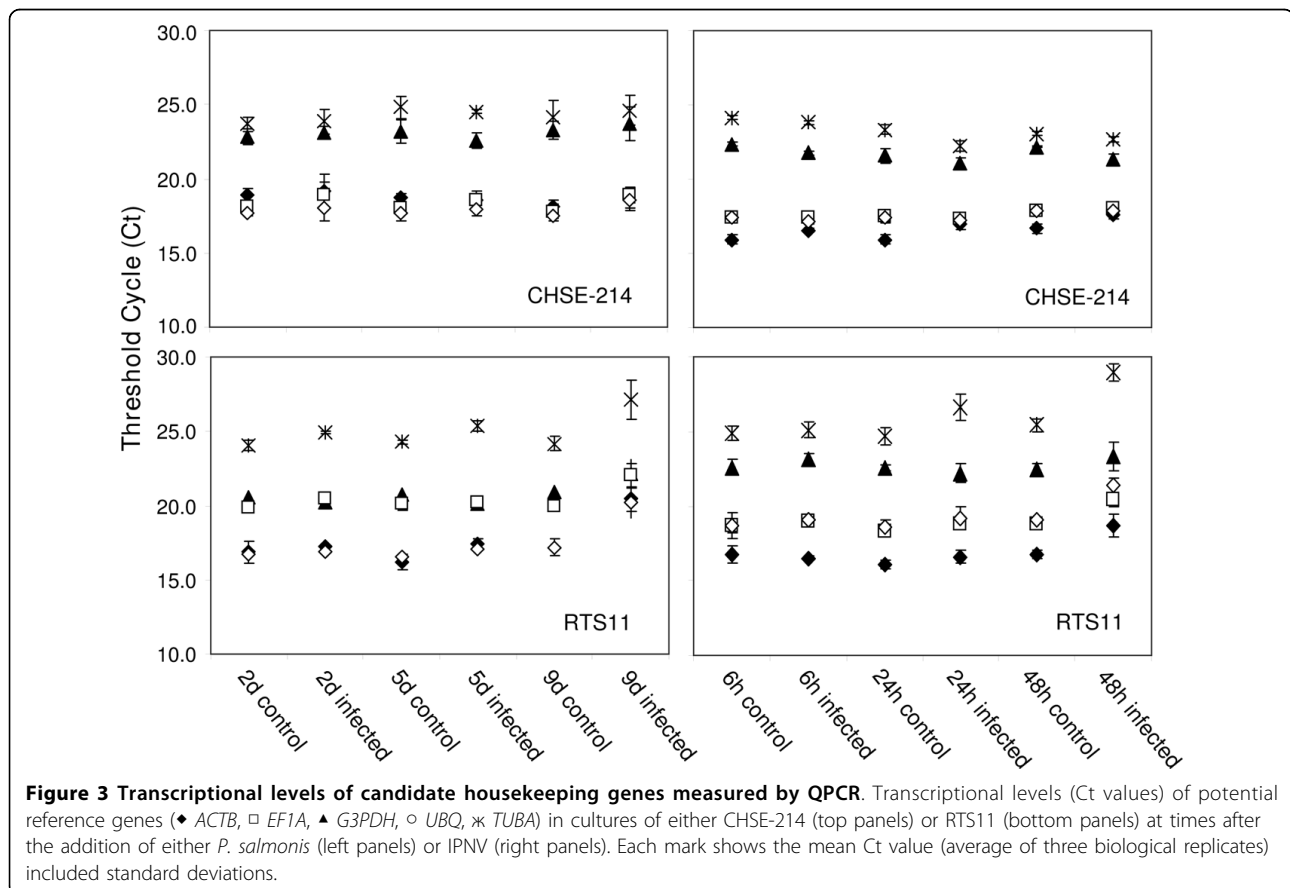 Threshold Cycle (Ct)
30.0
25.0
20.0
15.0
10.0
CHSE-214
CHSE-214
30.0
25.0
20.0
15.0
10.0
RTS11
RTS11
2d control
2d infected
5d control
5d infected
9d control
9d infected
6h control
6h infected
24h control
24h infected
48h control
48h infected
Figure 3 Transcriptional levels of candidate housekeeping genes measured by QPCR. Transcriptional levels (Ct values) of potential
reference genes (◆ ACTB, □ EF1A, ▲ G3PDH, ○ UBQ, ж TUBA) in cultures of either CHSE-214 (top panels) or RTS11 (bottom panels) at times after
the addition of either P. salmonis (left panels) or IPNV (right panels). Each mark shows the mean Ct value (average of three biological replicates)
included standard deviations.